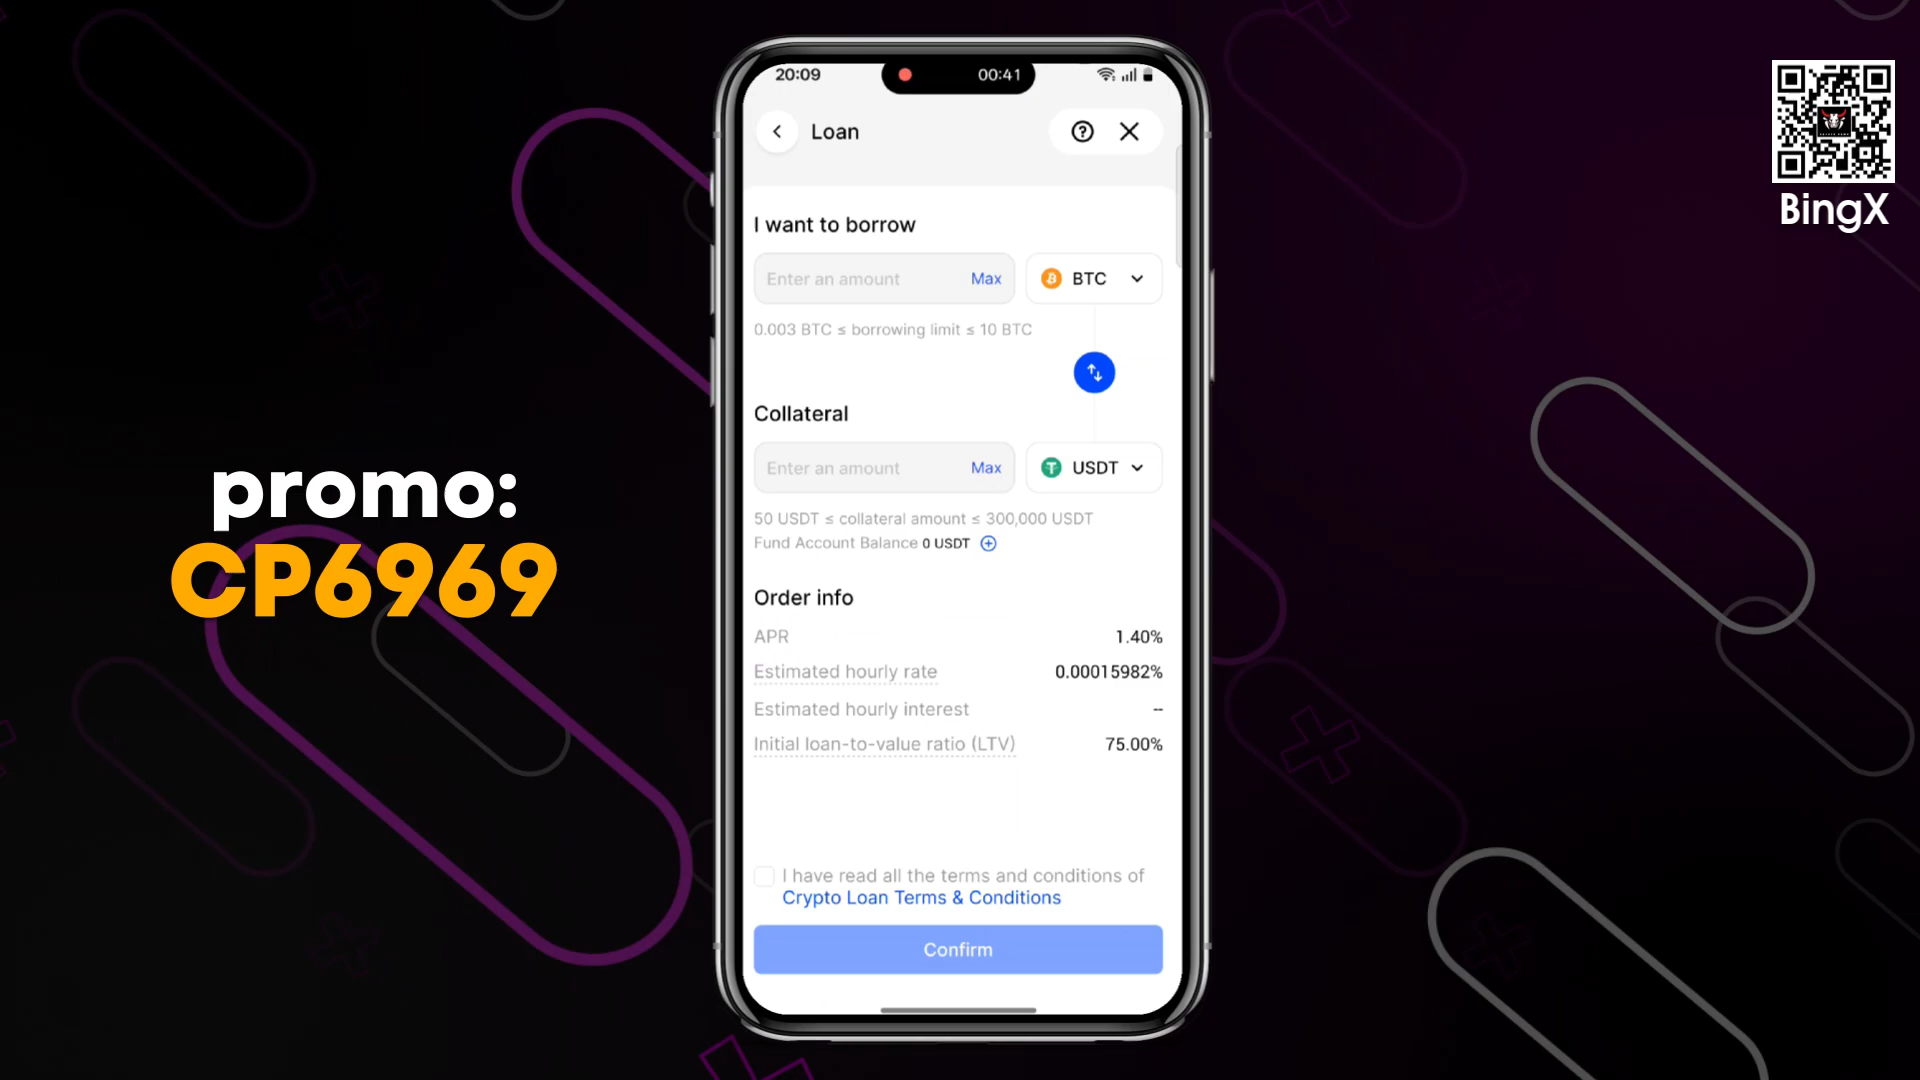 promo:
CP6969
20:09
00:41
Loan
I want to borrow
Enter an amount Max BTC
0.003 BTC ≤ borrowing limit ≤ 10 BTC
Collateral
Enter an amount Max USDT
50 USDT ≤ collateral amount ≤ 300,000 USDT
Fund Account Balance 0 USDT
Order info
APR 1.40%
Estimated hourly rate 0.00015982%
Estimated hourly interest --
Initial loan-to-value ratio (LTV) 75.00%
I have read all the terms and conditions of
Crypto Loan Terms & Conditions
Confirm
BingX